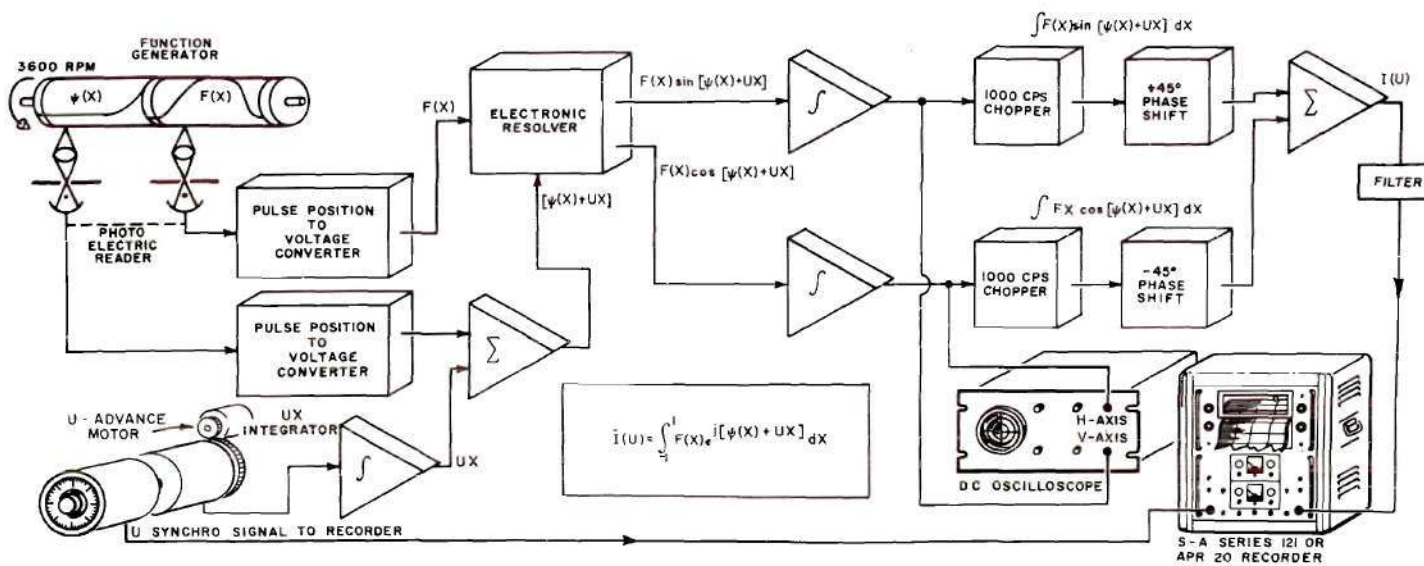 FUNCTION
GENERATOR
3600 RPM
ψ(X)
F(X)
PHOTO
ELECTRIC
READER
PULSE POSITION
TO
VOLTAGE
CONVERTER
PULSE POSITION
TO
VOLTAGE
CONVERTER
F(X)
ELECTRONIC
RESOLVER
[ψ(X)+UX]
Σ
U - ADVANCE
MOTOR
UX
INTEGRATOR
∫
UX
U SYNCHRO SIGNAL TO RECORDER
F(X) sin [ψ(X)+UX]
F(X) cos [ψ(X)+UX]
∫
∫
∫F(X) sin [ψ(X)+UX] dX
1000 CPS
CHOPPER
+45°
PHASE
SHIFT
∫ FX cos [ψ(X)+UX] dX
1000 CPS
CHOPPER
-45°
PHASE
SHIFT
Σ
I(U)
FILTER
I(U) = ∫₋₁¹ F(X)e^j[ψ(X) + UX] dX
H-AXIS
V-AXIS
DC OSCILLOSCOPE
S-A SERIES 121 OR
APR 20 RECORDER